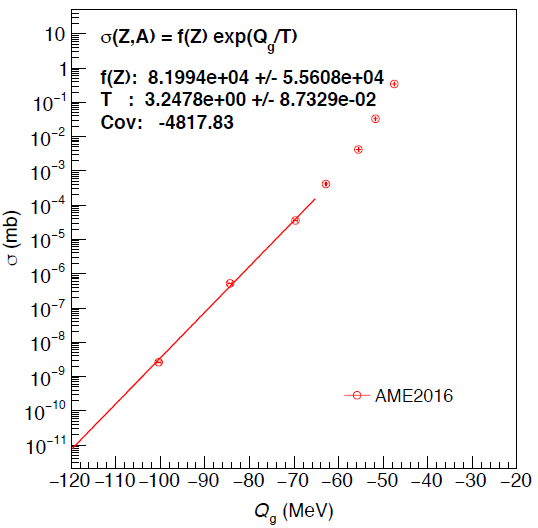 σ(Z,A) = f(Z) exp(Q_g/T)
f(Z): 8.1994e+04 +/- 5.5608e+04
T : 3.2478e+00 +/- 8.7329e-02
Cov: -4817.83
10
1
10⁻¹
10⁻²
10⁻³
10⁻⁴
10⁻⁵
10⁻⁶
10⁻⁷
10⁻⁸
10⁻⁹
10⁻¹⁰
10⁻¹¹
σ (mb)
AME2016
−120 −110 −100 −90 −80 −70 −60 −50 −40 −30 −20
Q_g (MeV)